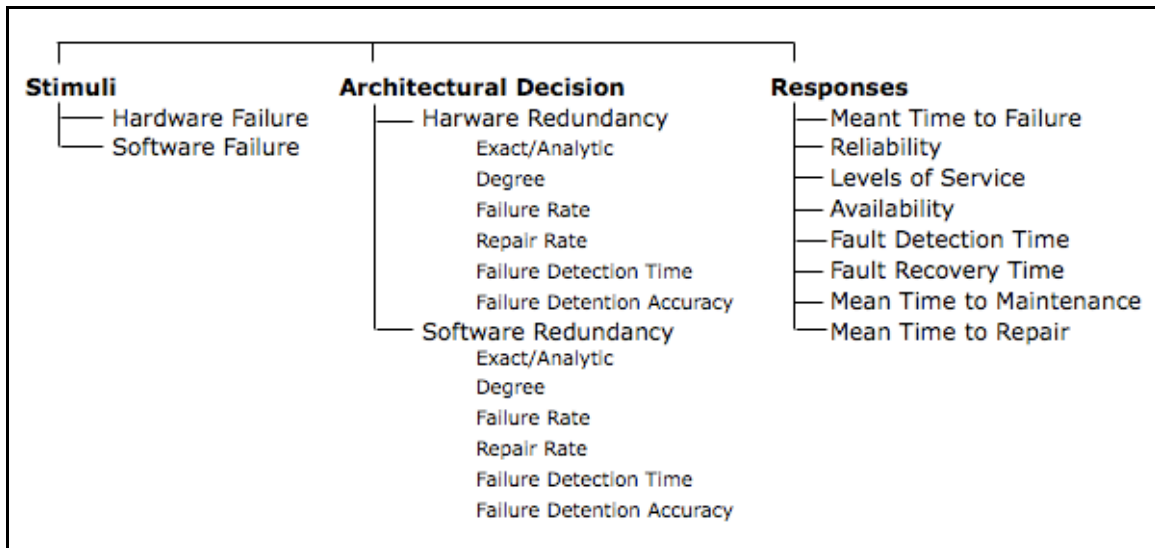 Stimuli
Hardware Failure
Software Failure
Architectural Decision
Harware Redundancy
Exact/Analytic
Degree
Failure Rate
Repair Rate
Failure Detection Time
Failure Detention Accuracy
Software Redundancy
Exact/Analytic
Degree
Failure Rate
Repair Rate
Failure Detection Time
Failure Detention Accuracy
Responses
Meant Time to Failure
Reliability
Levels of Service
Availability
Fault Detection Time
Fault Recovery Time
Mean Time to Maintenance
Mean Time to Repair